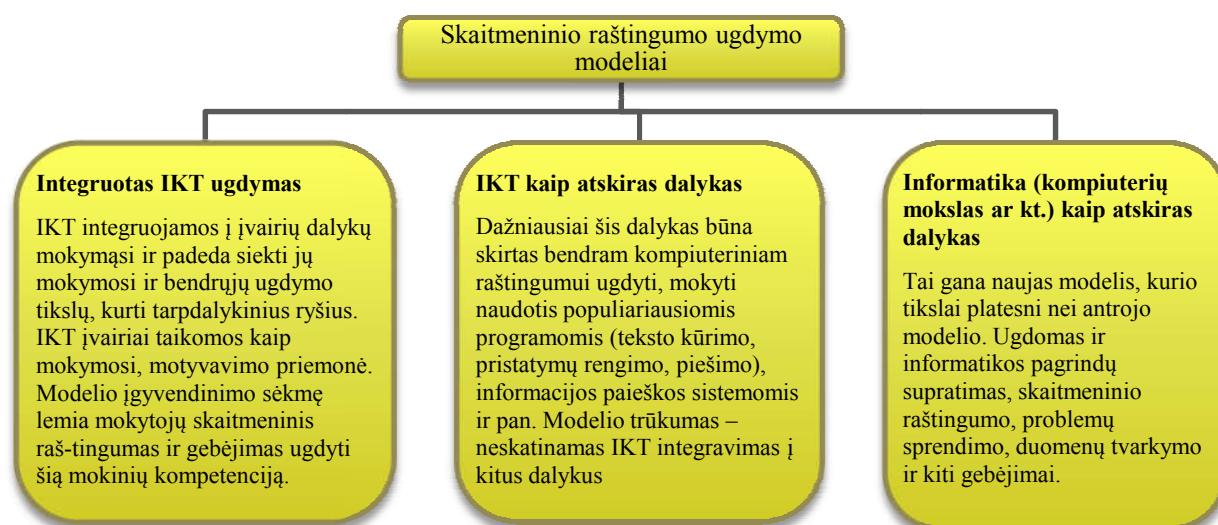 Skaitmeninio raštingumo ugdymo
modeliai
Integruotas IKT ugdymas
IKT integruojamos į įvairių dalykų
mokymąsi ir padeda siekti jų
mokymosi ir bendrųjų ugdymo
tikslų, kurti tarpdalykinius ryšius.
IKT įvairiai taikomos kaip
mokymosi, motyvavimo priemonė.
Modelio įgyvendinimo sėkmę
lemia mokytojų skaitmeninis
raš-tingumas ir gebėjimas ugdyti
šią mokinių kompetenciją.
IKT kaip atskiras dalykas
Dažniausiai šis dalykas būna
skirtas bendram kompiuteriniam
raštingumui ugdyti, mokyti
naudotis populiariausiomis
programomis (teksto kūrimo,
pristatymų rengimo, piešimo),
informacijos paieškos sistemomis
ir pan. Modelio trūkumas –
neskatinamas IKT integravimas į
kitus dalykus
Informatika (kompiuterių
mokslas ar kt.) kaip atskiras
dalykas
Tai gana naujas modelis, kurio
tikslai platesni nei antrojo
modelio. Ugdomas ir
informatikos pagrindų
supratimas, skaitmeninio
raštingumo, problemų
sprendimo, duomenų tvarkymo
ir kiti gebėjimai.